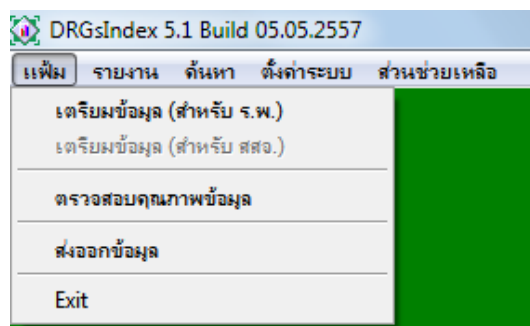 DRGsIndex 5.1 Build 05.05.2557
แฟ้ม รายงาน ค้นหา ตั้งค่าระบบ ส่วนช่วยเหลือ
เตรียมข้อมูล (สำหรับ ร.พ.)
เตรียมข้อมูล (สำหรับ สสจ.)
ตรวจสอบคุณภาพข้อมูล
ส่งออกข้อมูล
Exit